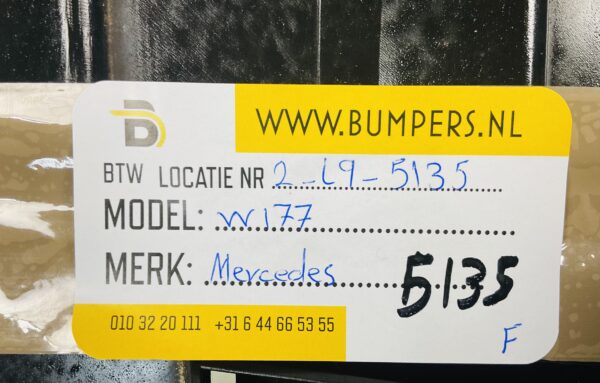 B
WWW.BUMPERS.NL
BTW LOCATIE NR 2-L9-5135
MODEL: W177
MERK: Mercedes
5135
010 32 20 111 +31 6 44 66 53 55
F